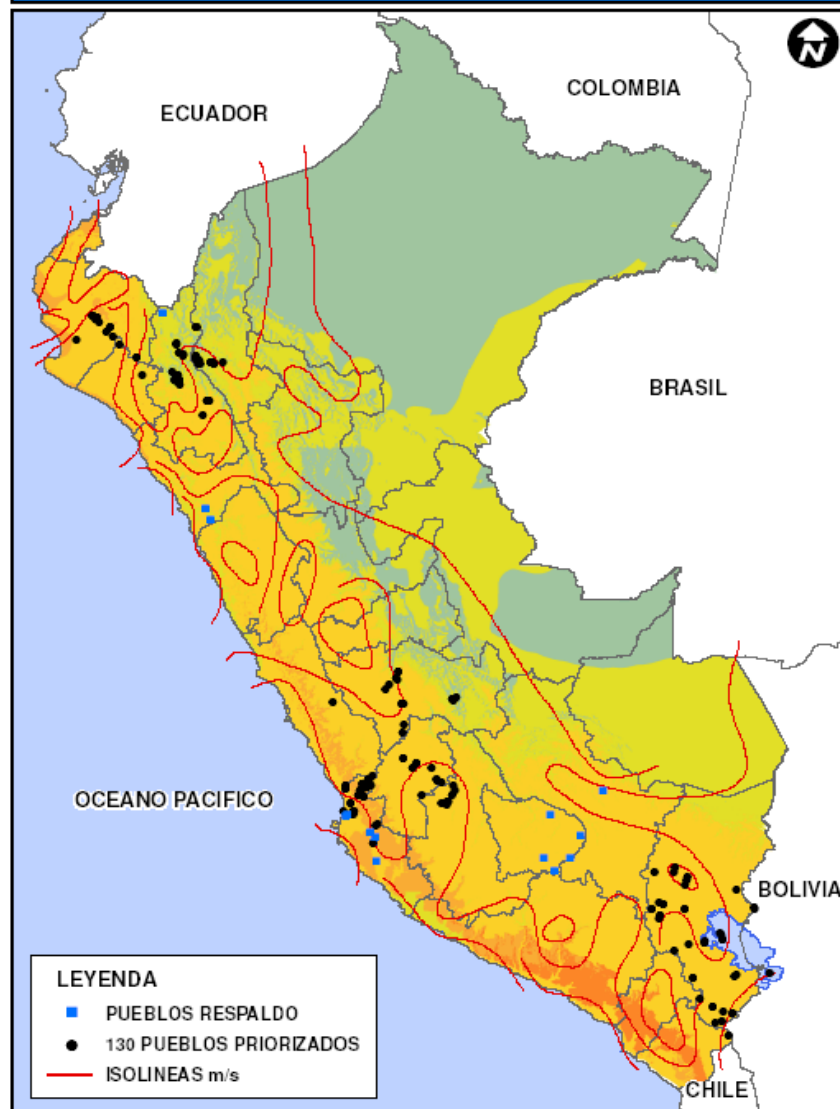 N
COLOMBIA
ECUADOR
BRASIL
OCEANO PACIFICO
BOLIVIA
LEYENDA
PUEBLOS RESPALDO
130 PUEBLOS PRIORIZADOS
ISOLINEAS m/s
CHILE